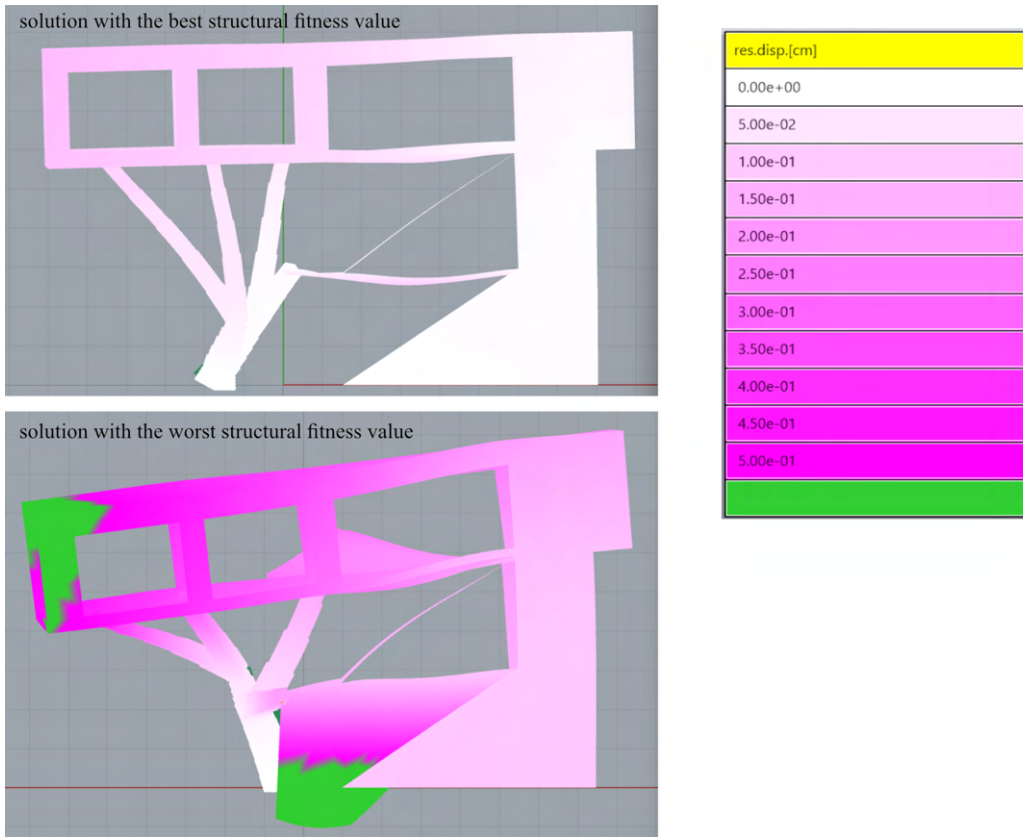 solution with the best structural fitness value
res.disp.[cm]
0.00e+00
5.00e-02
1.00e-01
1.50e-01
2.00e-01
2.50e-01
3.00e-01
3.50e-01
4.00e-01
4.50e-01
5.00e-01
solution with the worst structural fitness value